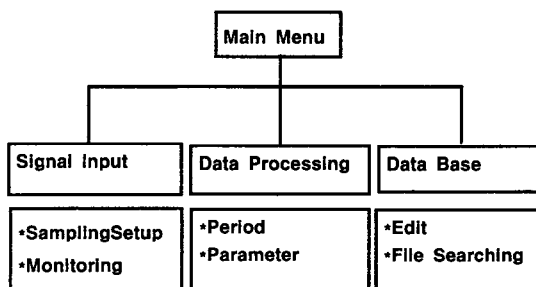 Main Menu
Signal Input
Data Processing
Data Base
*SamplingSetup
*Monitoring
*Period
*Parameter
*Edit
*File Searching